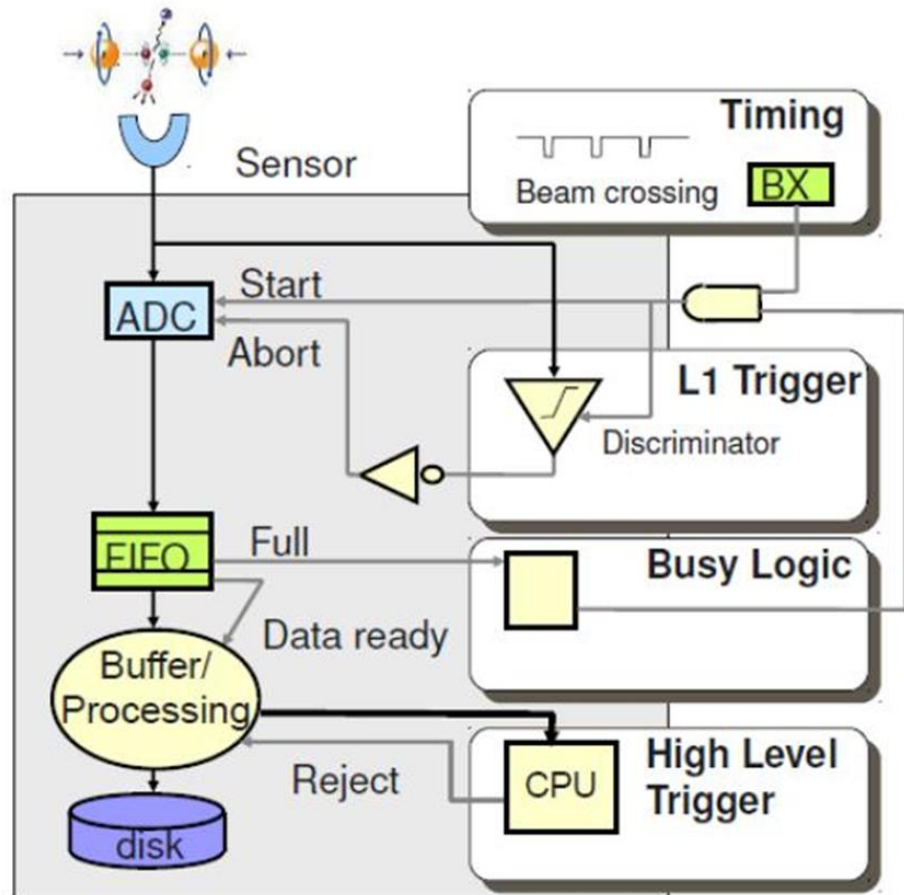 Timing
Sensor
Beam crossing
BX
Start
ADC
Abort
L1 Trigger
Discriminator
FIFO
Full
Busy Logic
Data ready
Buffer/
Processing
High Level
Trigger
Reject
CPU
disk